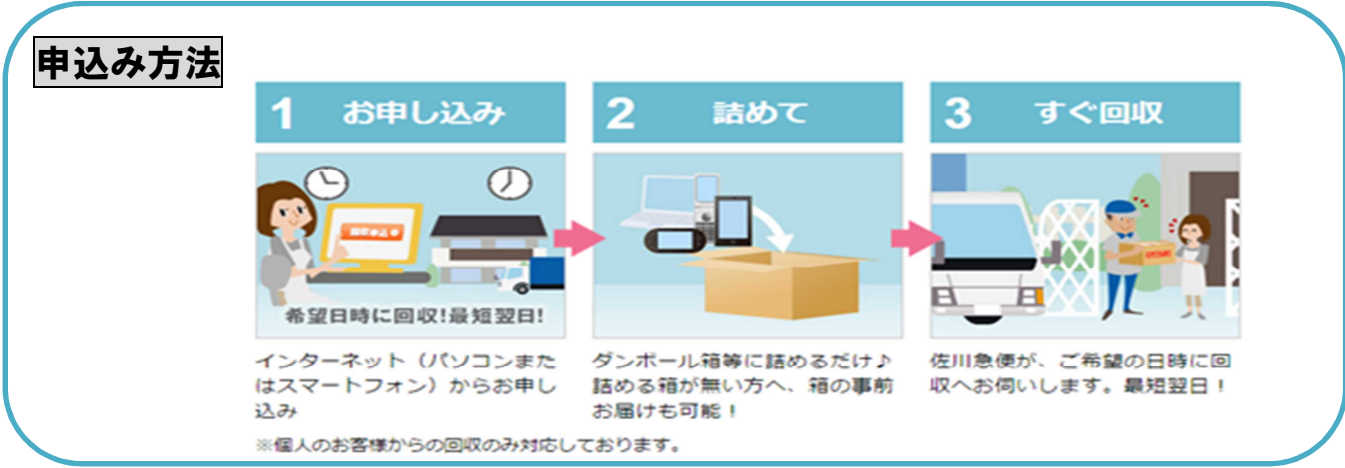 申込み方法
1 お申し込み
2 詰めて
3 すぐ回収
回収申込
希望日時に回収!最短翌日!
インターネット（パソコンまた
はスマートフォン）からお申し
込み
ダンボール箱等に詰めるだけ♪
詰める箱が無い方へ、箱の事前
お届けも可能！
佐川急便が、ご希望の日時に回
収へお伺いします。最短翌日！
※個人のお客様からの回収のみ対応しております。